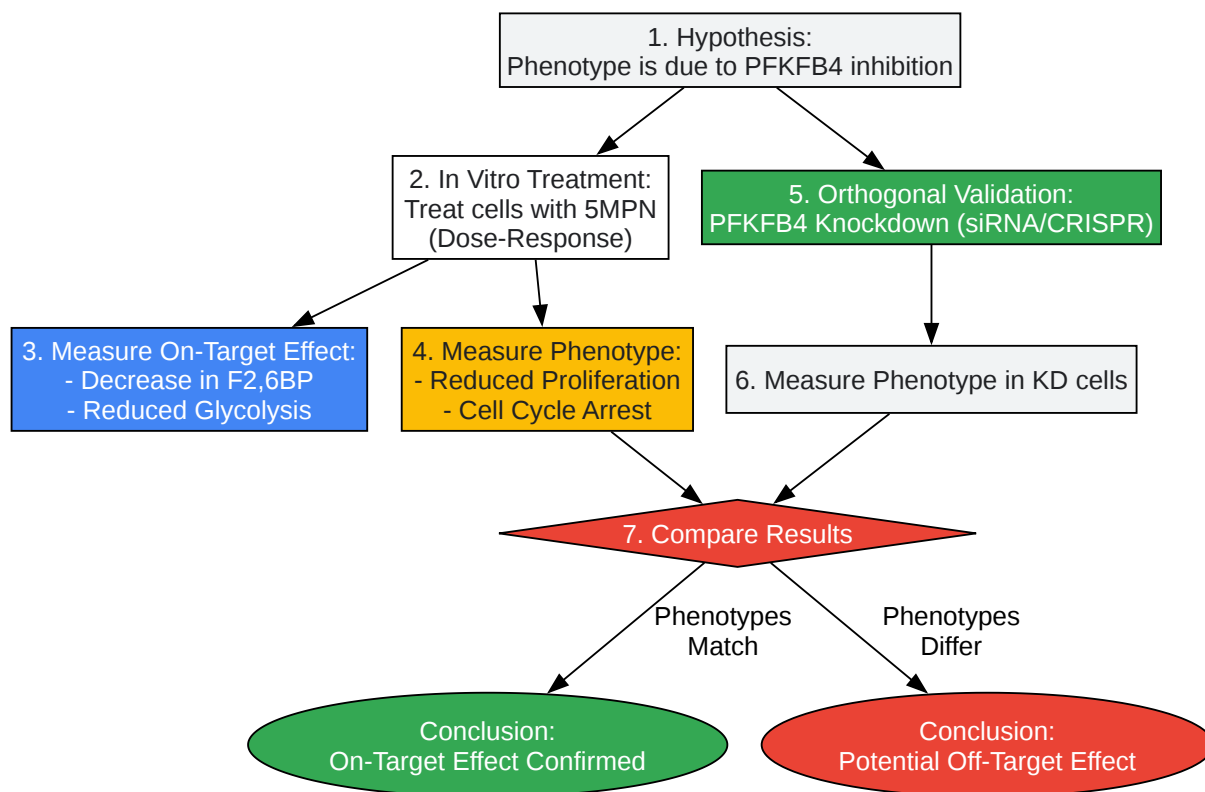 1. Hypothesis:
Phenotype is due to PFKFB4 inhibition
2. In Vitro Treatment:
Treat cells with 5MPN
(Dose-Response)
5. Orthogonal Validation:
PFKFB4 Knockdown (siRNA/CRISPR)
3. Measure On-Target Effect:
- Decrease in F2,6BP
- Reduced Glycolysis
4. Measure Phenotype:
- Reduced Proliferation
- Cell Cycle Arrest
6. Measure Phenotype in KD cells
7. Compare Results
Phenotypes
Match
Phenotypes
Differ
Conclusion:
On-Target Effect Confirmed
Conclusion:
Potential Off-Target Effect